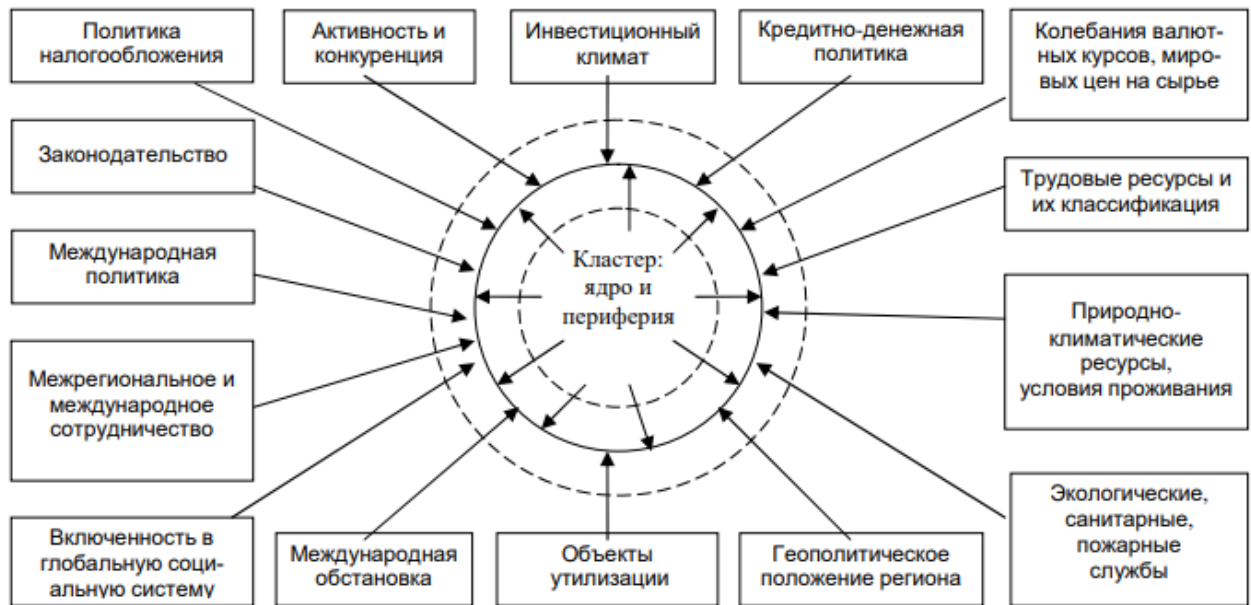 Политика
налогообложения
Активность и
конкуренция
Инвестиционный
климат
Кредитно-денежная
политика
Колебания валют-
ных курсов, миро-
вых цен на сырье
Законодательство
Трудовые ресурсы и
их классификация
Международная
политика
Кластер:
ядро и
периферия
Природно-
климатические
ресурсы,
условия проживания
Межрегиональное и
международное
сотрудничество
Включенность в
глобальную соци-
альную систему
Международная
обстановка
Объекты
утилизации
Геополитическое
положение региона
Экологические,
санитарные,
пожарные
службы